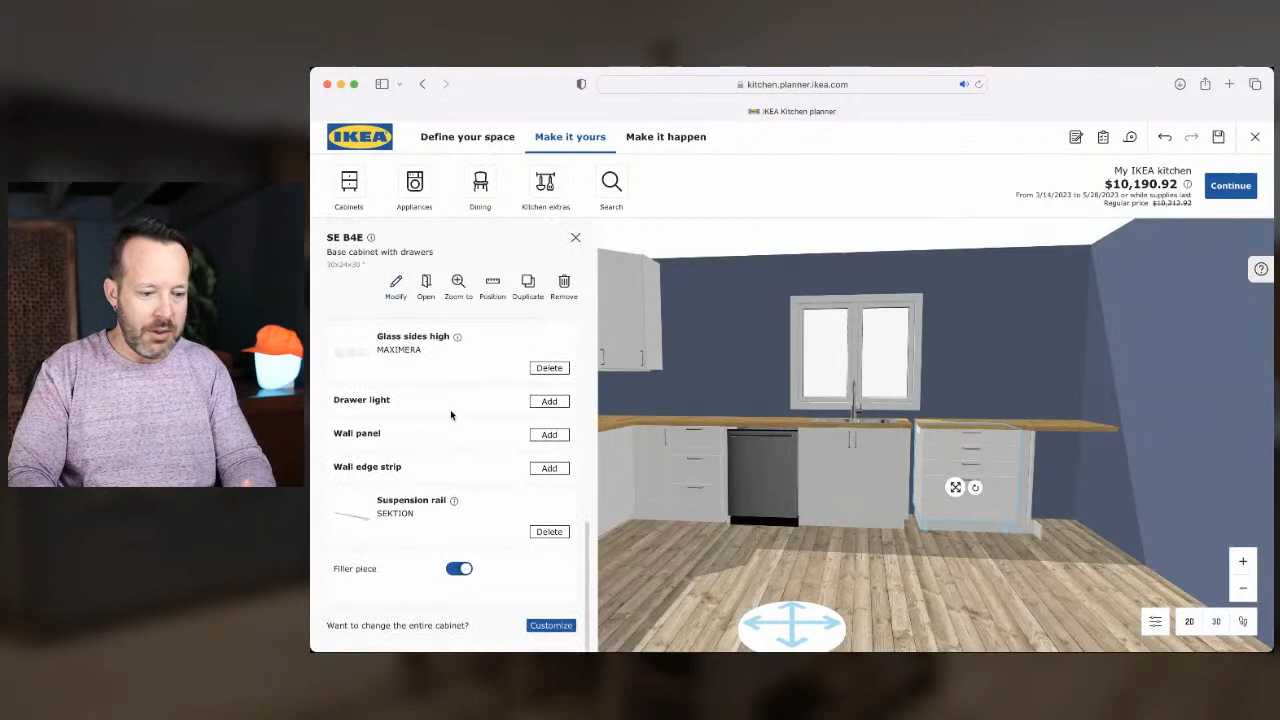 kitchen.planner.ikea.com
IKEA Kitchen planner
IKEA
Define your space
Make it yours
Make it happen
Cabinets
Appliances
Dining
Kitchen extras
Search
My IKEA kitchen
$10,190.92
From 3/14/2023 to 5/28/2023 or while supplies last
Regular price $10,212.92
Continue
SE B4E
Base cabinet with drawers
30x24x30 "
Modify
Open
Zoom to
Position
Duplicate
Remove
Glass sides high
MAXIMERA
Delete
Drawer light
Add
Wall panel
Add
Wall edge strip
Add
Suspension rail
SEKTION
Delete
Filler piece
Want to change the entire cabinet?
Customize
+
−
2D
3D